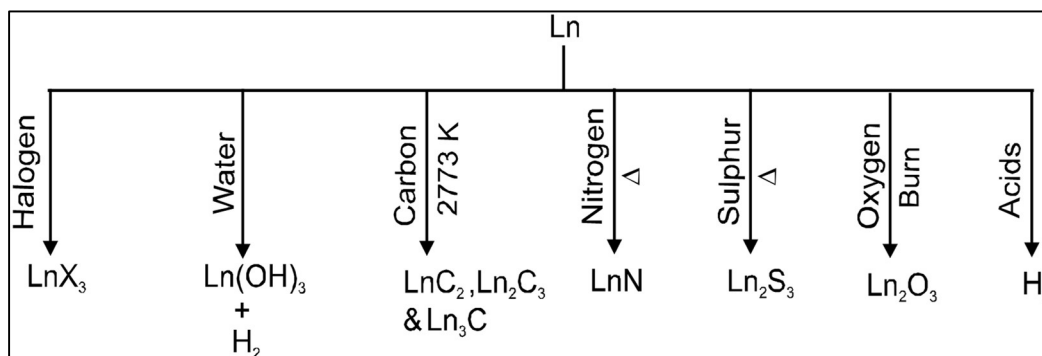 Ln
Halogen
Water
Carbon
2773 K
Nitrogen
Δ
Sulphur
Δ
Oxygen
Burn
Acids
LnX₃
Ln(OH)₃
+
H₂
LnC₂ ,Ln₂C₃
& Ln₃C
LnN
Ln₂S₃
Ln₂O₃
H